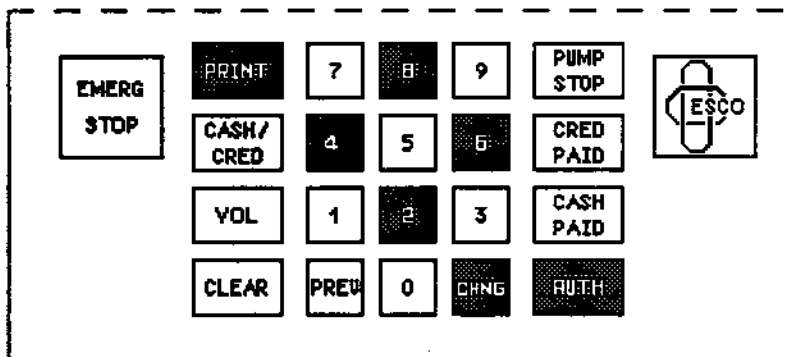 EMERG
STOP
PRINT 7 8 9
PUMP
STOP
CASH/
CRED
4 5 6
CRED
PAID
VOL 1 2 3
CASH
PAID
CLEAR PREV 0 CHNG AUTH
ESCO